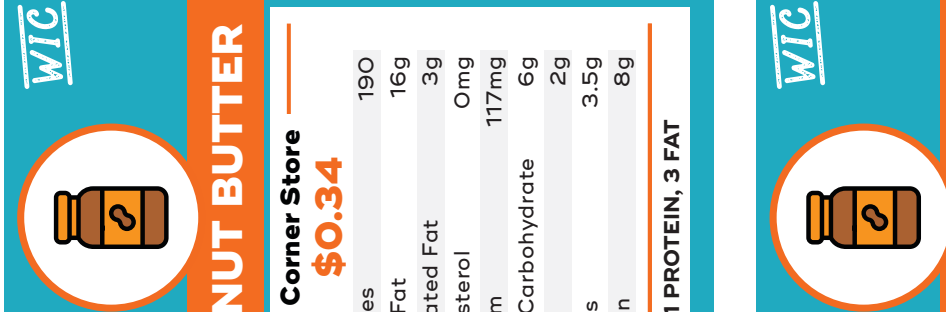 WIC
NUT BUTTER
Corner Store
$0.34
es 190
Fat 16g
ated Fat 3g
sterol 0mg
m 117mg
Carbohydrate 6g
2g
s 3.5g
n 8g
1 PROTEIN, 3 FAT
WIC